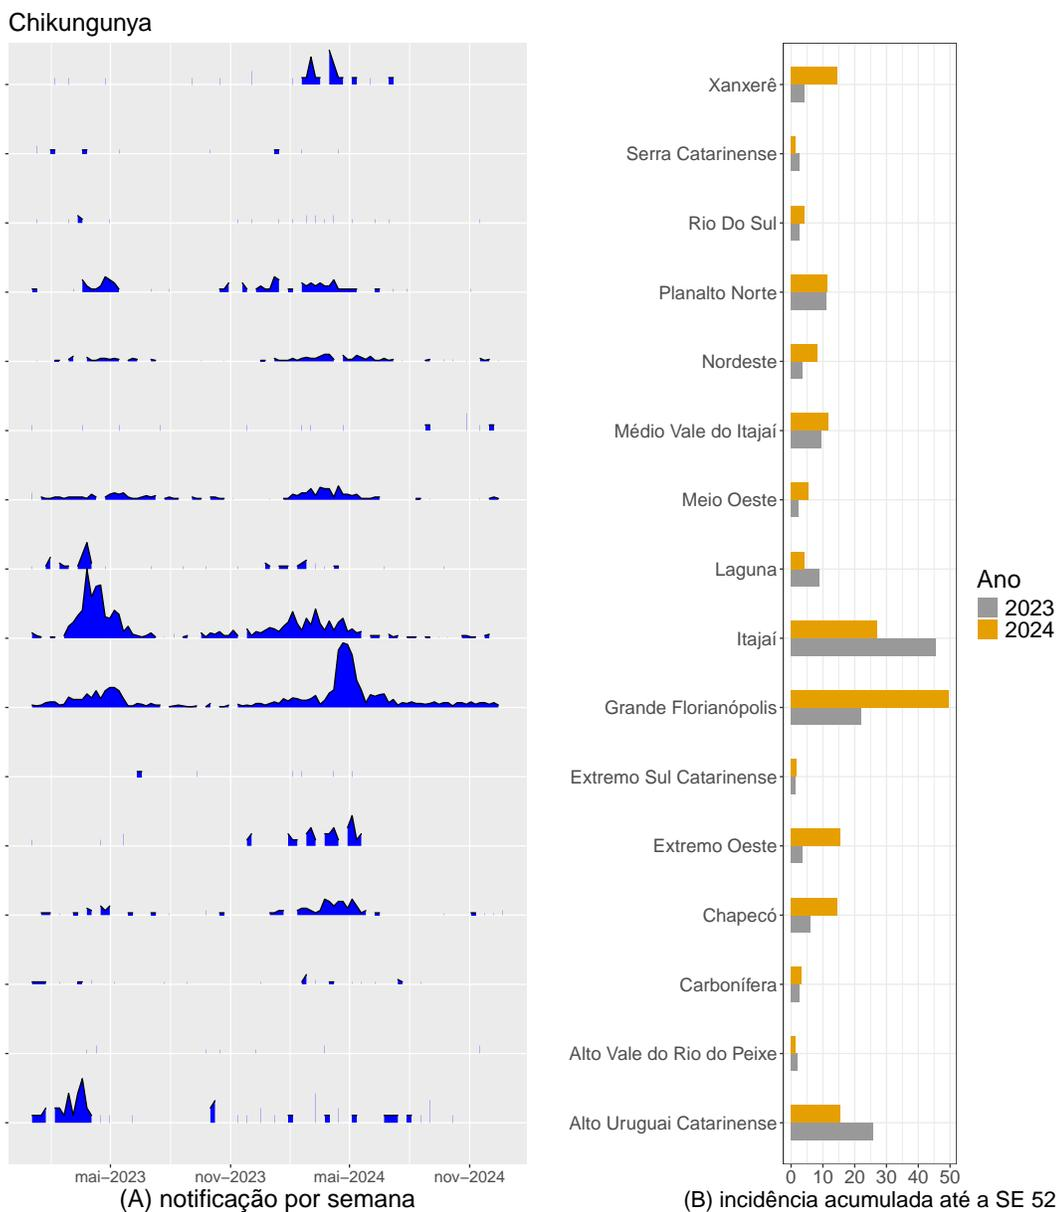 Chikungunya
Xanxerê
Serra Catarinense
Rio Do Sul
Planalto Norte
Nordeste
Médio Vale do Itajaí
Meio Oeste
Laguna
Itajaí
Grande Florianópolis
Extremo Sul Catarinense
Extremo Oeste
Chapecó
Carbonífera
Alto Vale do Rio do Peixe
Alto Uruguai Catarinense
mai–2023 nov–2023 mai–2024 nov–2024
(A) notificação por semana
0 10 20 30 40 50
(B) incidência acumulada até a SE 52
Ano
2023
2024